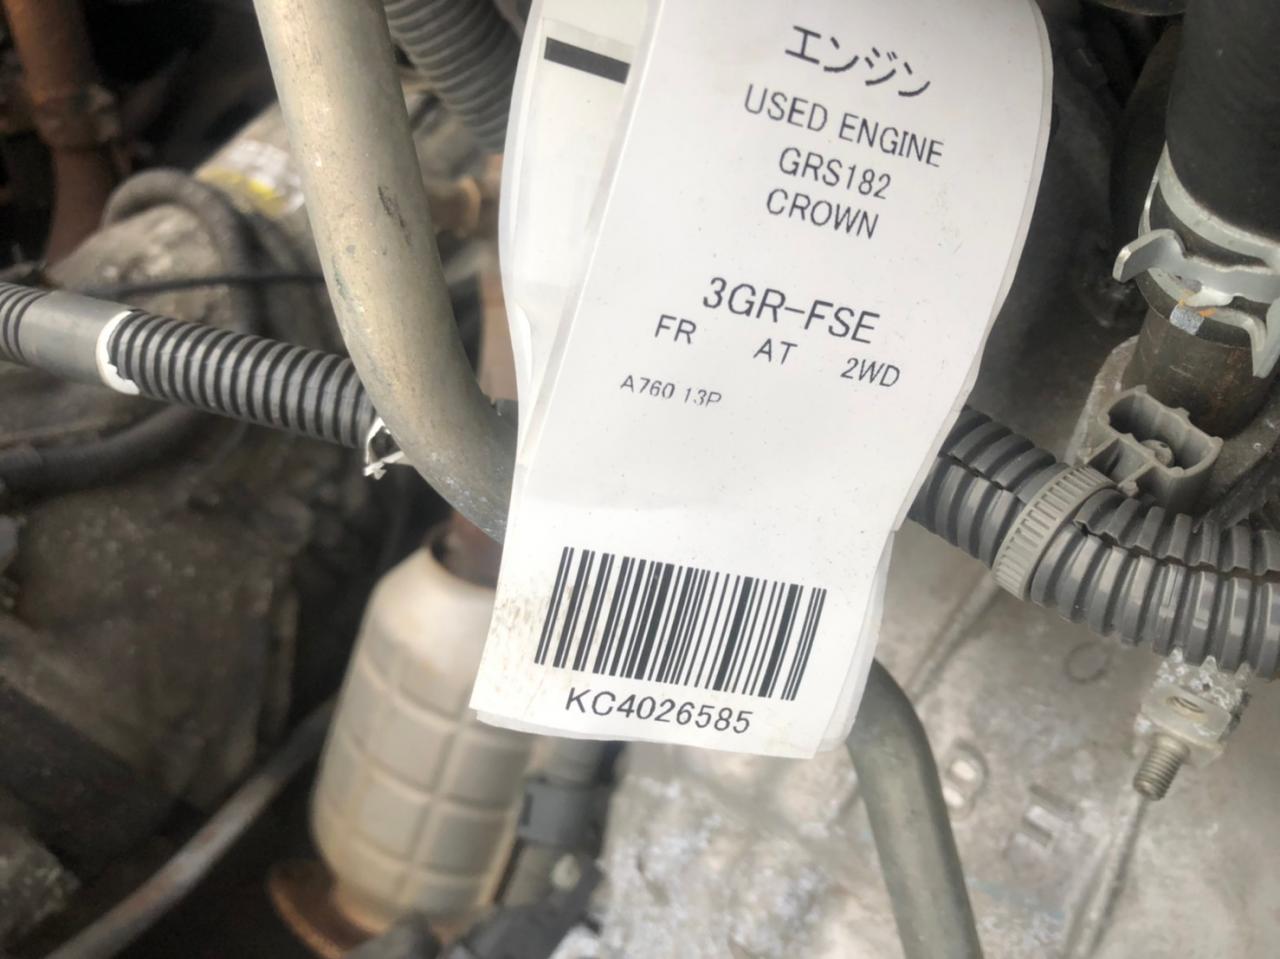 エンジン
USED ENGINE
GRS182
CROWN
3GR-FSE
FR AT 2WD
A760 13P
KC4026585